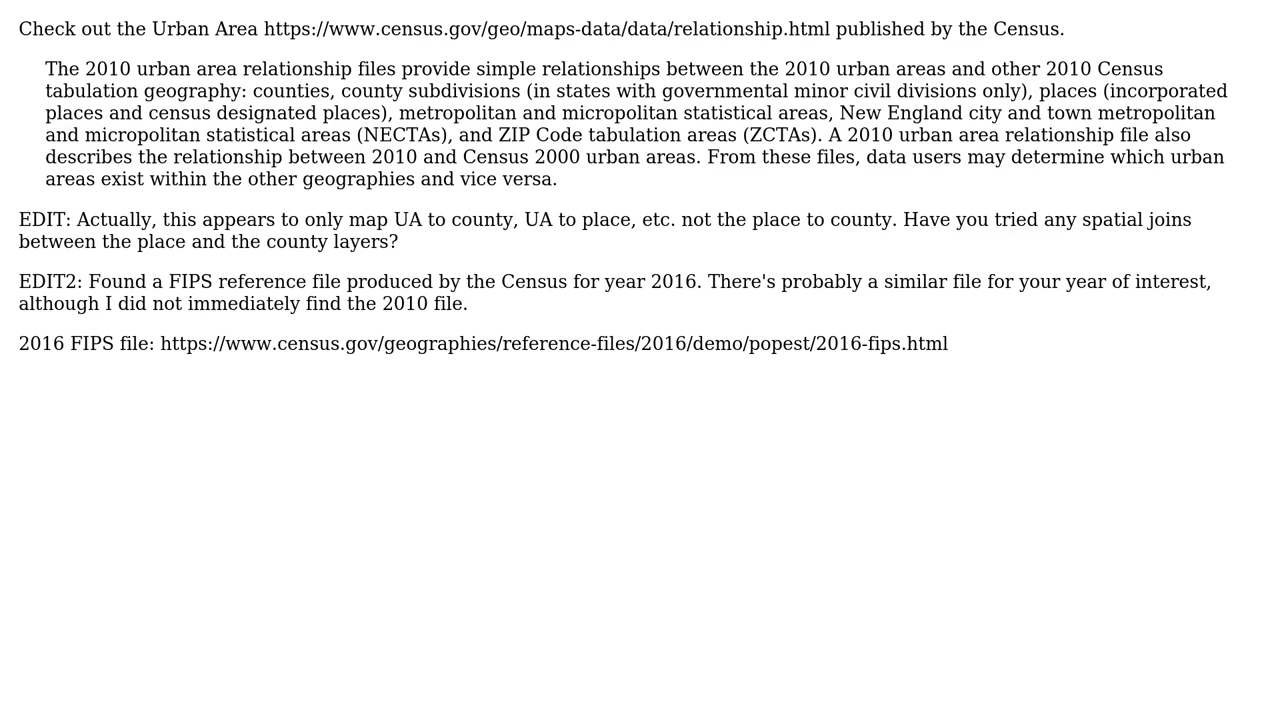 Check out the Urban Area https://www.census.gov/geo/maps-data/data/relationship.html published by the Census.
The 2010 urban area relationship files provide simple relationships between the 2010 urban areas and other 2010 Census
tabulation geography: counties, county subdivisions (in states with governmental minor civil divisions only), places (incorporated
places and census designated places), metropolitan and micropolitan statistical areas, New England city and town metropolitan
and micropolitan statistical areas (NECTAs), and ZIP Code tabulation areas (ZCTAs). A 2010 urban area relationship file also
describes the relationship between 2010 and Census 2000 urban areas. From these files, data users may determine which urban
areas exist within the other geographies and vice versa.
EDIT: Actually, this appears to only map UA to county, UA to place, etc. not the place to county. Have you tried any spatial joins
between the place and the county layers?
EDIT2: Found a FIPS reference file produced by the Census for year 2016. There's probably a similar file for your year of interest,
although I did not immediately find the 2010 file.
2016 FIPS file: https://www.census.gov/geographies/reference-files/2016/demo/popest/2016-fips.html